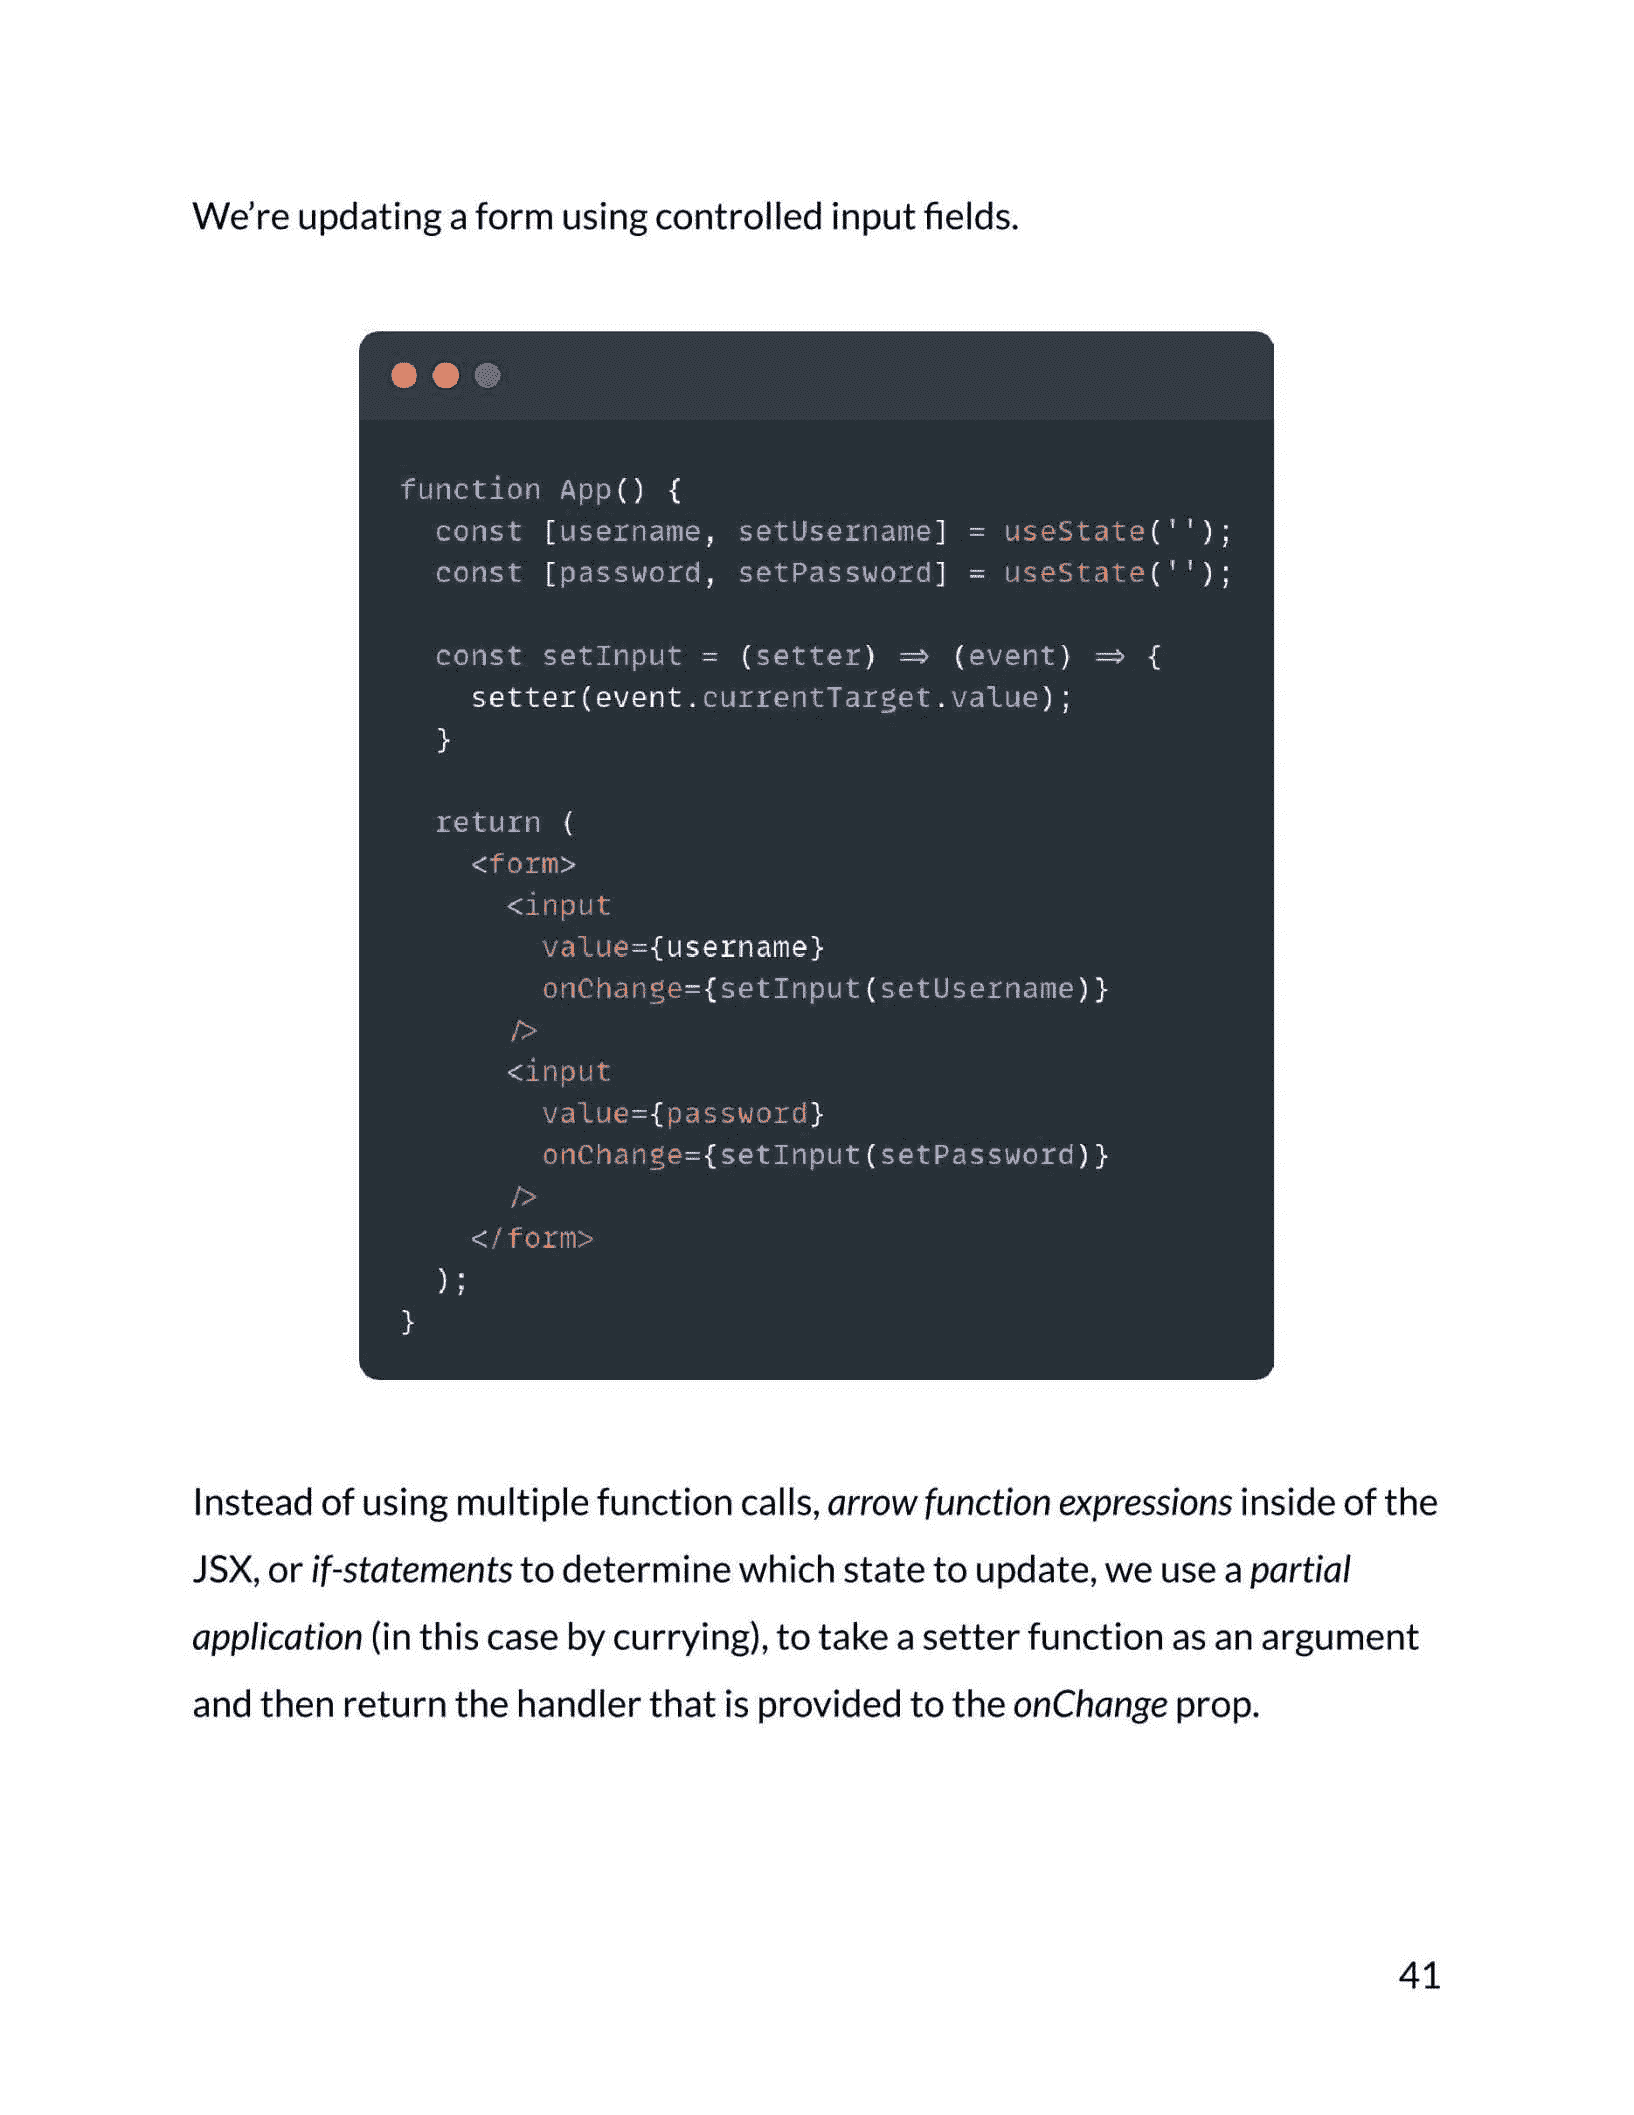 We’re updating a form using controlled input fields.
function App() {
  const [username, setUsername] = useState('');
  const [password, setPassword] = useState('');
  const setInput = (setter) => (event) => {
    setter(event.currentTarget.value);
  }
  return (
    <form>
      <input
        value={username}
        onChange={setInput(setUsername)}
      />
      <input
        value={password}
        onChange={setInput(setPassword)}
      />
    </form>
  );
}
Instead of using multiple function calls, arrow function expressions inside of the
JSX, or if-statements to determine which state to update, we use a partial
application (in this case by currying), to take a setter function as an argument
and then return the handler that is provided to the onChange prop.
41